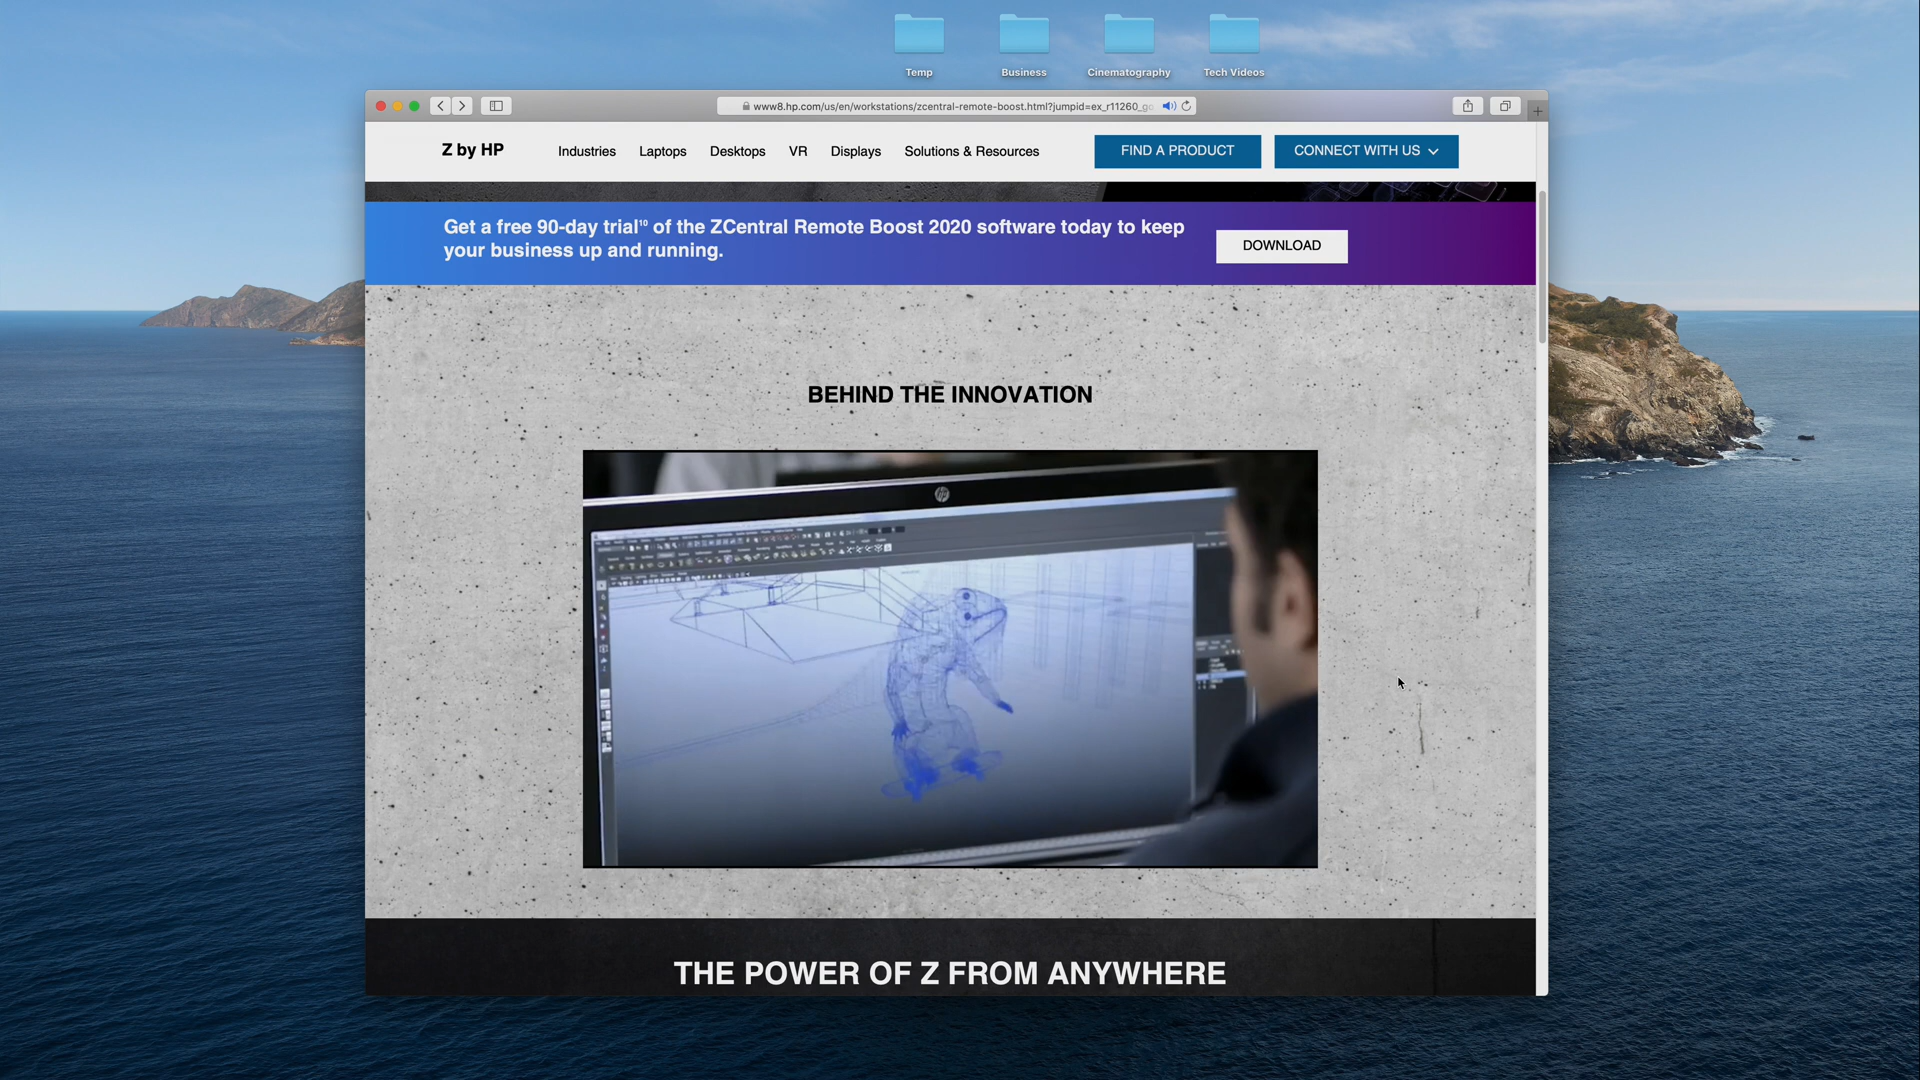 Temp
Business
Cinematography
Tech Videos
www8.hp.com/us/en/workstations/zcentral-remote-boost.html?jumpid=ex_r11260_go
Z by HP
Industries
Laptops
Desktops
VR
Displays
Solutions & Resources
FIND A PRODUCT
CONNECT WITH US
Get a free 90-day trial¹⁰ of the ZCentral Remote Boost 2020 software today to keep
your business up and running.
DOWNLOAD
BEHIND THE INNOVATION
hp
THE POWER OF Z FROM ANYWHERE